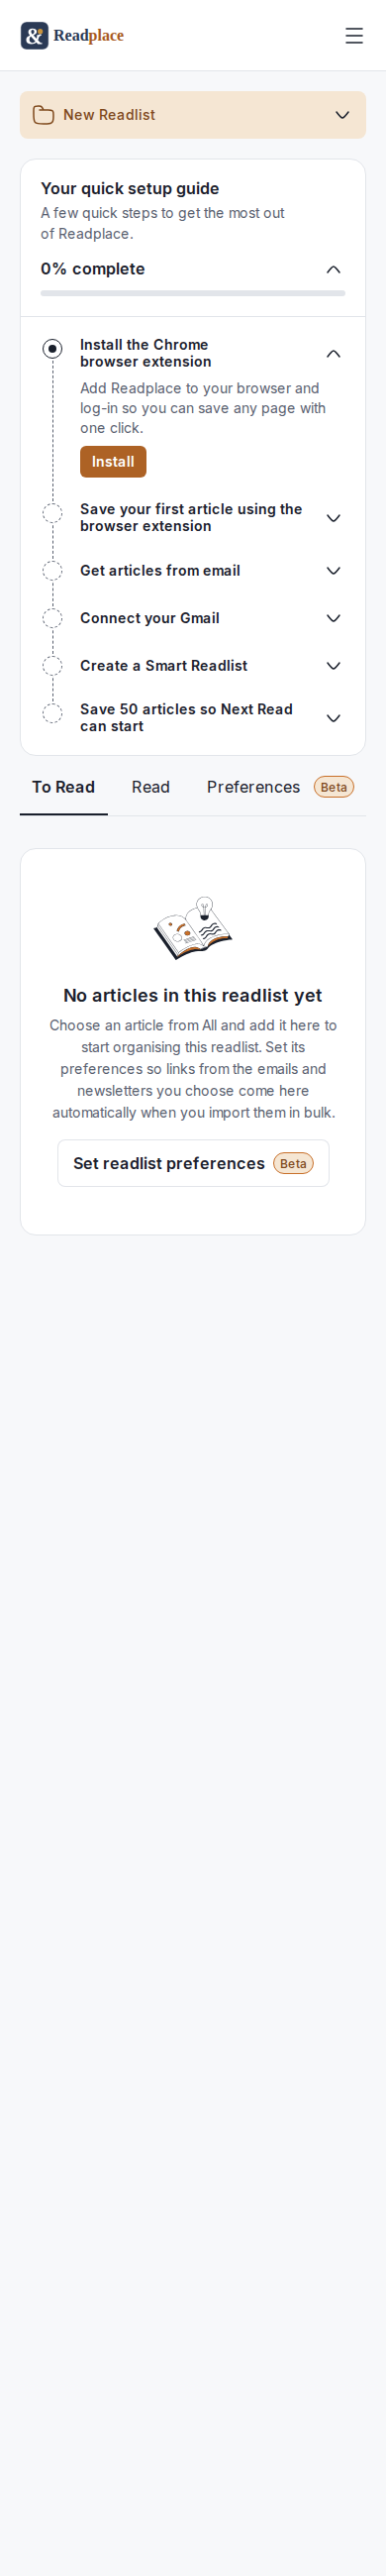 & Readplace
New Readlist
Your quick setup guide
A few quick steps to get the most out
of Readplace.
0% complete
Install the Chrome
browser extension
Add Readplace to your browser and
log-in so you can save any page with
one click.
Install
Save your first article using the
browser extension
Get articles from email
Connect your Gmail
Create a Smart Readlist
Save 50 articles so Next Read
can start
To Read Read Preferences Beta
No articles in this readlist yet
Choose an article from All and add it here to
start organising this readlist. Set its
preferences so links from the emails and
newsletters you choose come here
automatically when you import them in bulk.
Set readlist preferences Beta